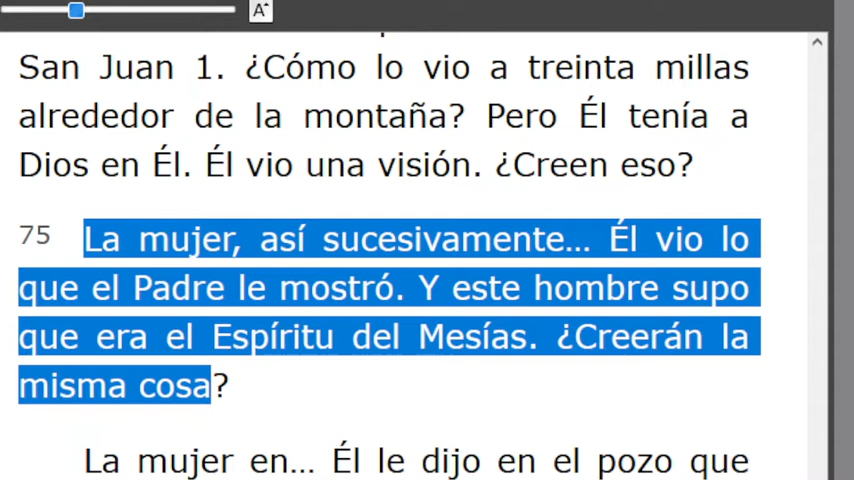 A
San Juan 1. ¿Cómo lo vio a treinta millas
alrededor de la montaña? Pero Él tenía a
Dios en Él. Él vio una visión. ¿Creen eso?
75 La mujer, así sucesivamente... Él vio lo
que el Padre le mostró. Y este hombre supo
que era el Espíritu del Mesías. ¿Creerán la
misma cosa?
La mujer en... Él le dijo en el pozo que